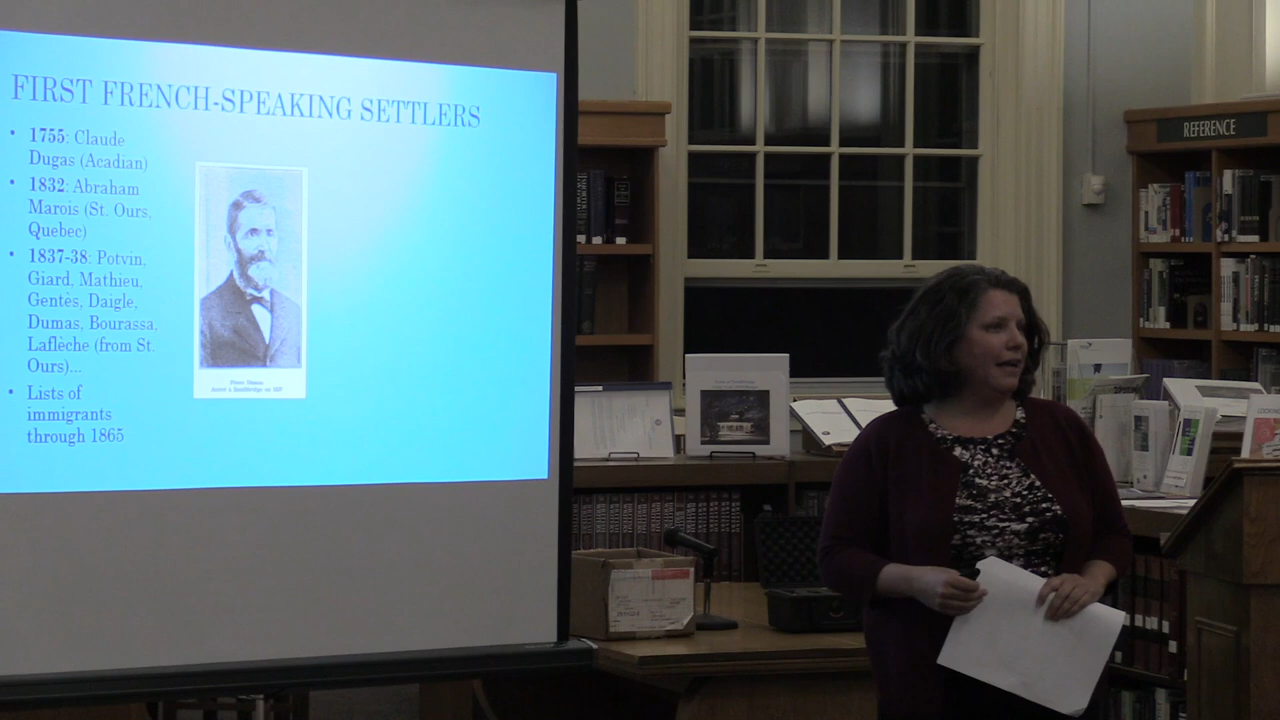 FIRST FRENCH-SPEAKING SETTLERS
• 1755: Claude
Dugas (Acadian)
• 1832: Abraham
Marois (St. Ours,
Quebec)
• 1837-38: Potvin,
Giard, Mathieu,
Gentès, Daigle,
Dumas, Bourassa,
Laflèche (from St.
Ours)...
• Lists of
immigrants
through 1865
REFERENCE